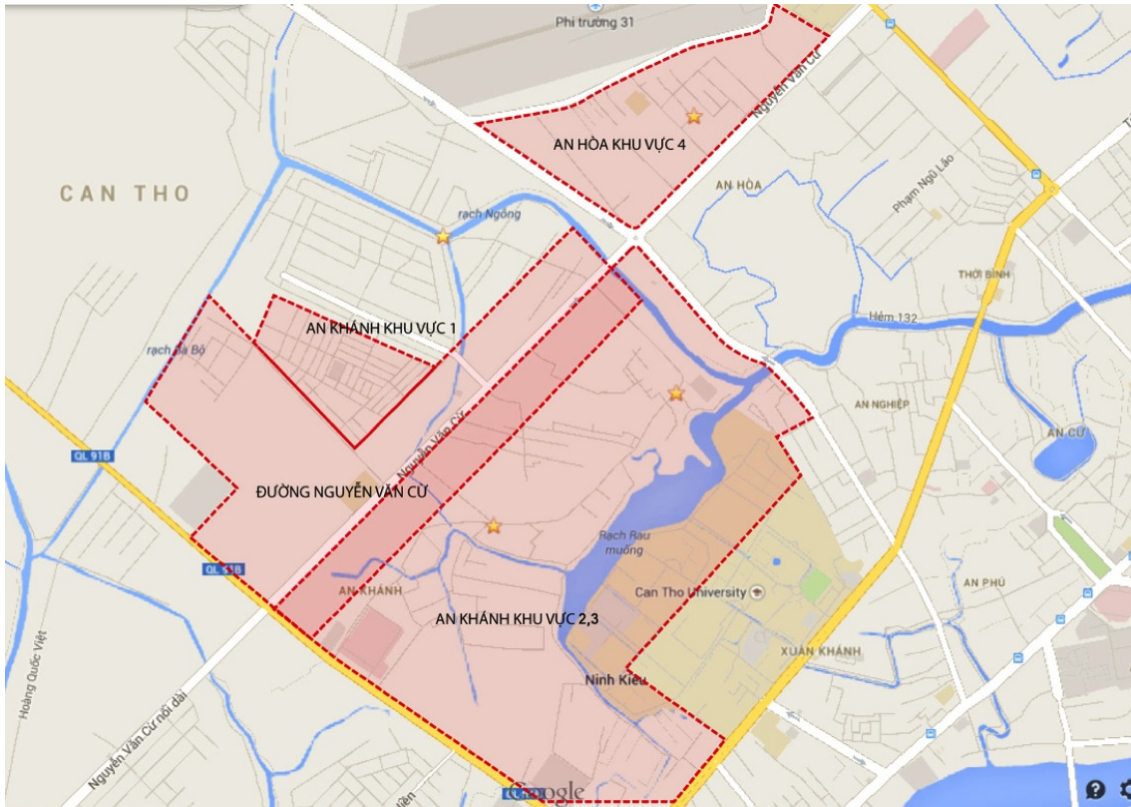 Phi trường 31
Nguyễn Văn Cừ
AN HÒA KHU VỰC 4
CAN THO
AN HÒA
Phạm Ngũ Lão
rạch Ngỗng
THỚI BÌNH
AN KHÁNH KHU VỰC 1
Hẻm 132
rạch Bà Bộ
AN NGHIỆP
AN CƯ
Nguyễn Văn Cừ
QL 91B
ĐƯỜNG NGUYỄN VĂN CỪ
Rạch Rau
muống
QL 91B
AN KHÁNH
Can Tho University
AN PHÚ
AN KHÁNH KHU VỰC 2,3
XUÂN KHÁNH
Hoàng Quốc Việt
Ninh Kiều
Nguyễn Văn Cừ nối dài
Google